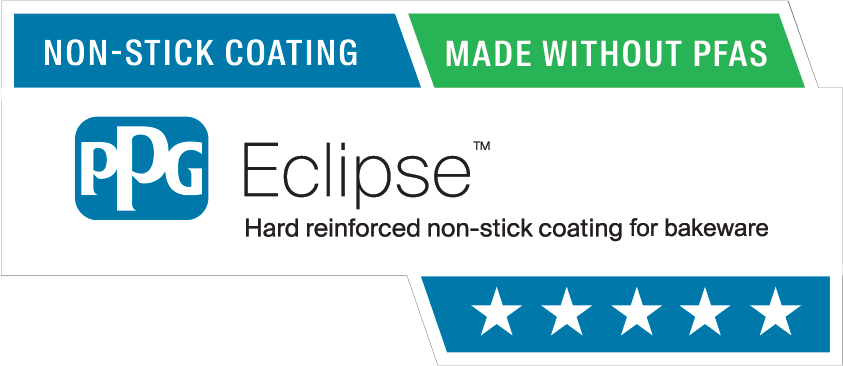 NON-STICK COATING
MADE WITHOUT PFAS
PPG
Eclipse™
Hard reinforced non-stick coating for bakeware